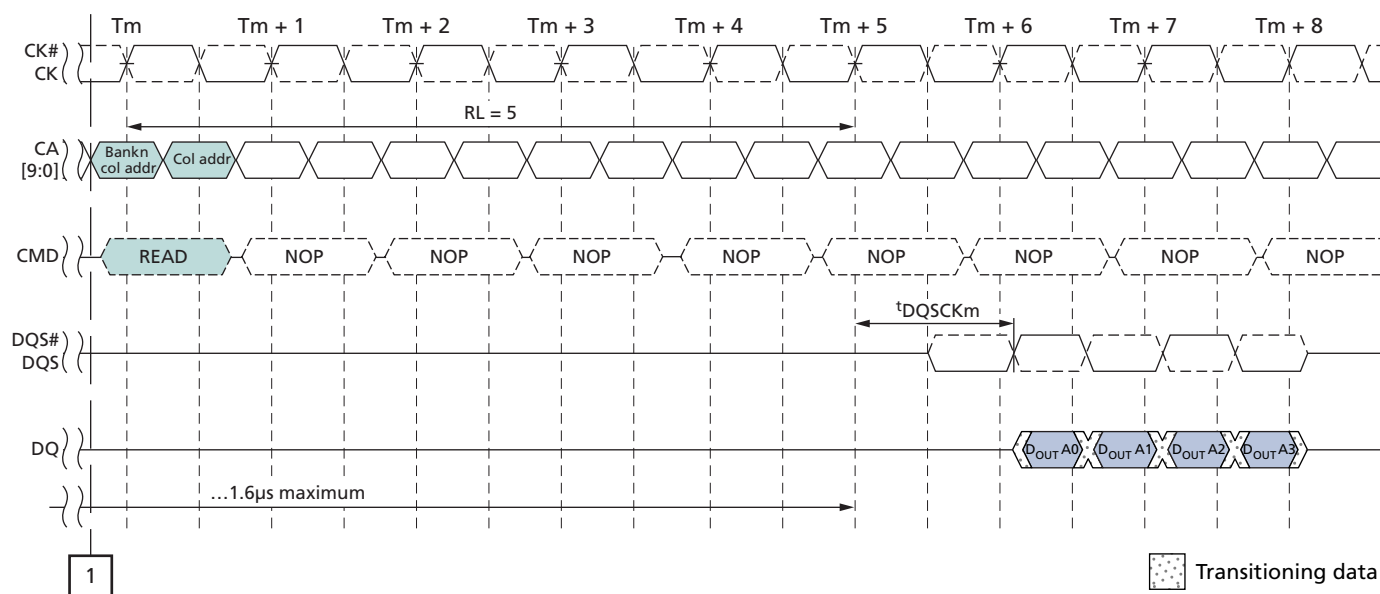 Tm Tm + 1 Tm + 2 Tm + 3 Tm + 4 Tm + 5 Tm + 6 Tm + 7 Tm + 8
CK#
CK
RL = 5
CA
[9:0]
Bankn
col addr
Col addr
CMD
READ NOP NOP NOP NOP NOP NOP NOP NOP
tDQSCKm
DQS#
DQS
DQ
DOUT A0 DOUT A1 DOUT A2 DOUT A3
…1.6µs maximum
1
Transitioning data